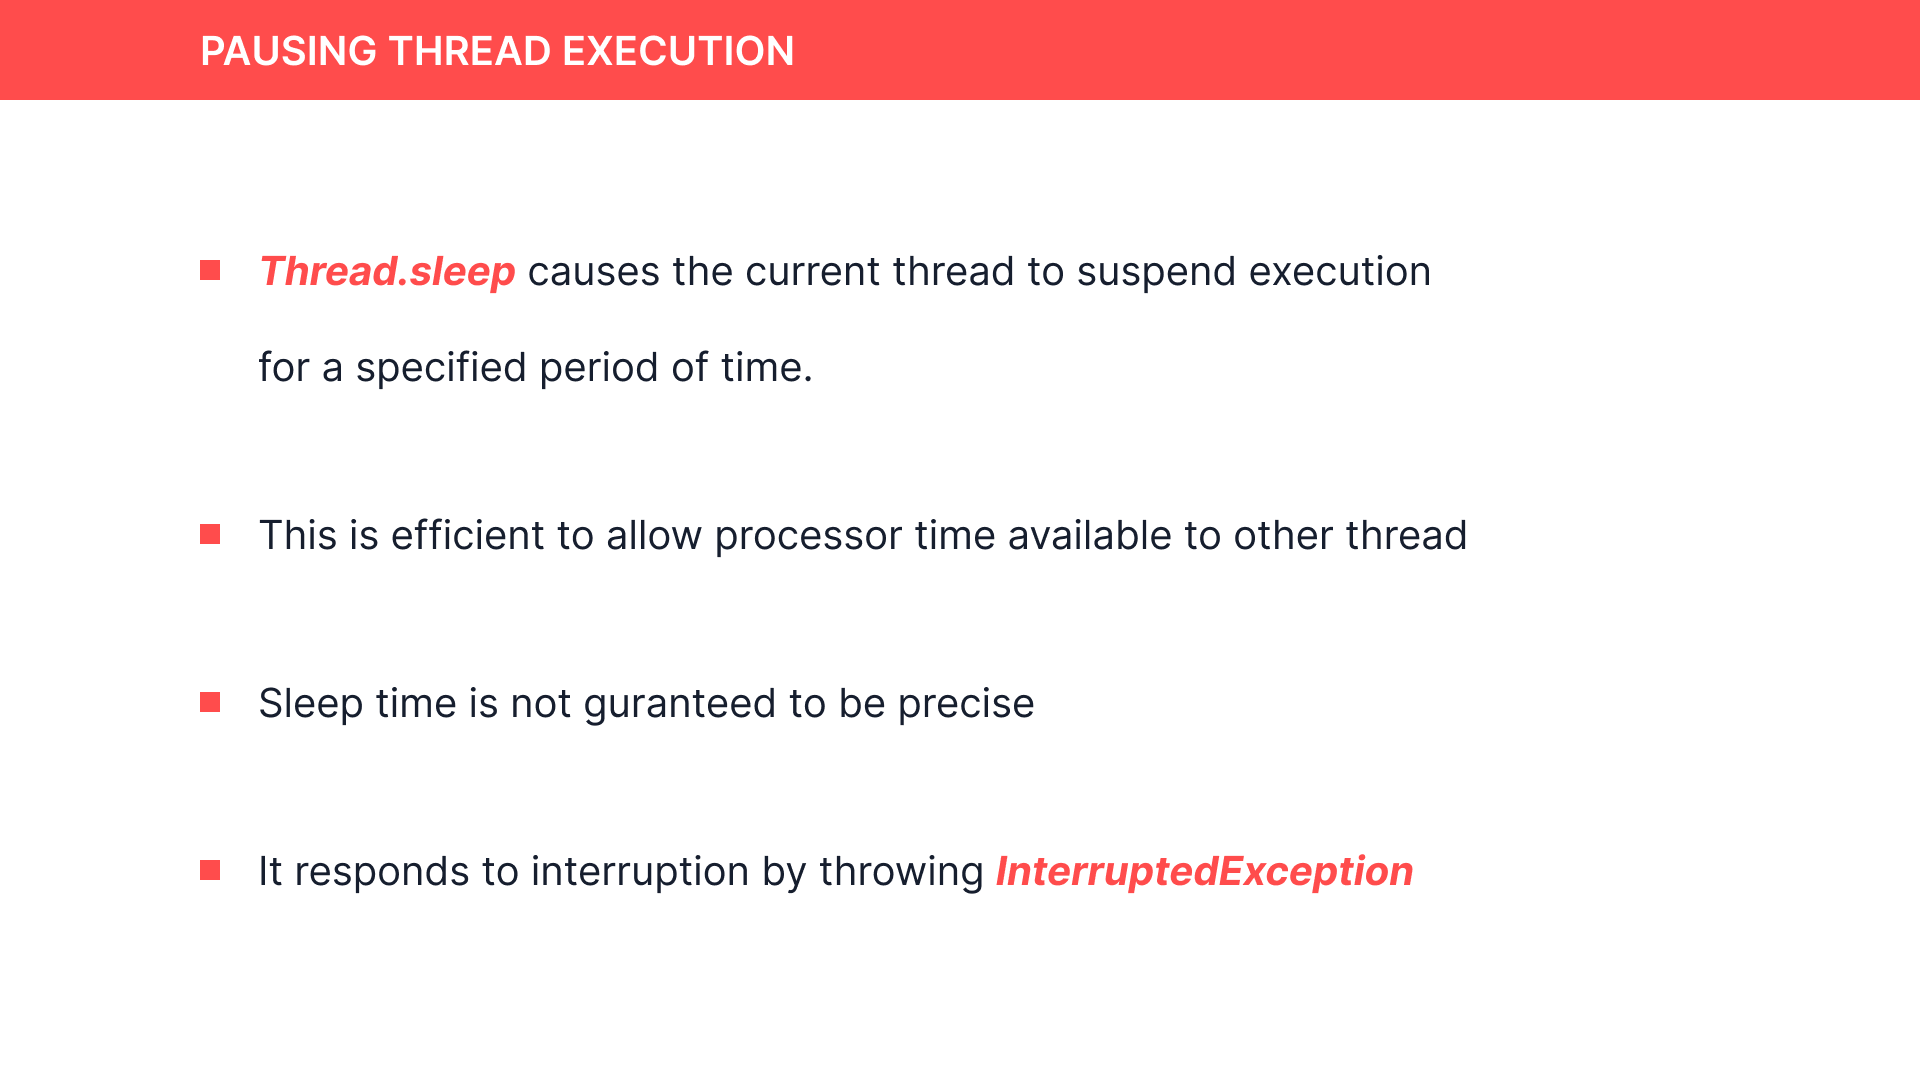 PAUSING THREAD EXECUTION
Thread.sleep causes the current thread to suspend execution
for a specified period of time.
This is efficient to allow processor time available to other thread
Sleep time is not guranteed to be precise
It responds to interruption by throwing InterruptedException